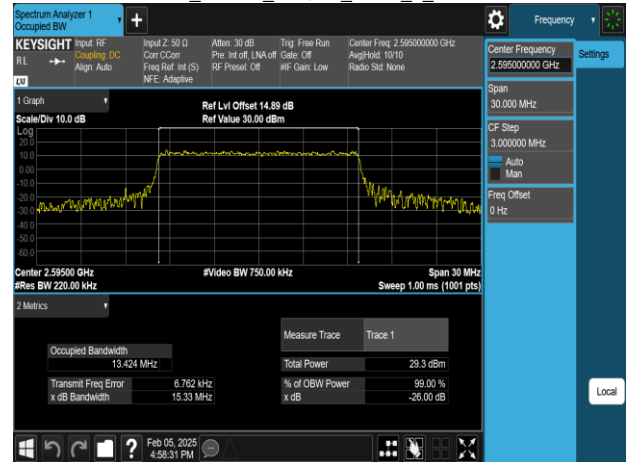 Spectrum Analyzer 1
Occupied BW
Frequency
KEYSIGHT
Input: RF
Coupling: DC
Align: Auto
Input Z: 50 Ω
Corr CCorr
Freq Ref: Int (S)
NFE: Adaptive
Atten: 30 dB
Pre: Int off, LNA off
RF Presel: Off
Trig: Free Run
Gate: Off
#IF Gain: Low
Center Freq: 2.595000000 GHz
Avg|Hold: 10/10
Radio Std: None
RL
LXI
Center Frequency
2.595000000 GHz
Settings
Span
30.000 MHz
CF Step
3.000000 MHz
Auto
Man
Freq Offset
0 Hz
1 Graph
Scale/Div 10.0 dB
Ref Lvl Offset 14.89 dB
Ref Value 30.00 dBm
Log
20.0
10.0
0.00
-10.0
-20.0
-30.0
-40.0
-50.0
-60.0
Center 2.59500 GHz
#Video BW 750.00 kHz
Span 30 MHz
#Res BW 220.00 kHz
Sweep 1.00 ms (1001 pts)
2 Metrics
Measure Trace
Trace 1
Occupied Bandwidth
13.424 MHz
Total Power
29.3 dBm
Transmit Freq Error
6.762 kHz
% of OBW Power
99.00 %
x dB Bandwidth
15.33 MHz
x dB
-26.00 dB
Local
Feb 05, 2025
4:58:31 PM